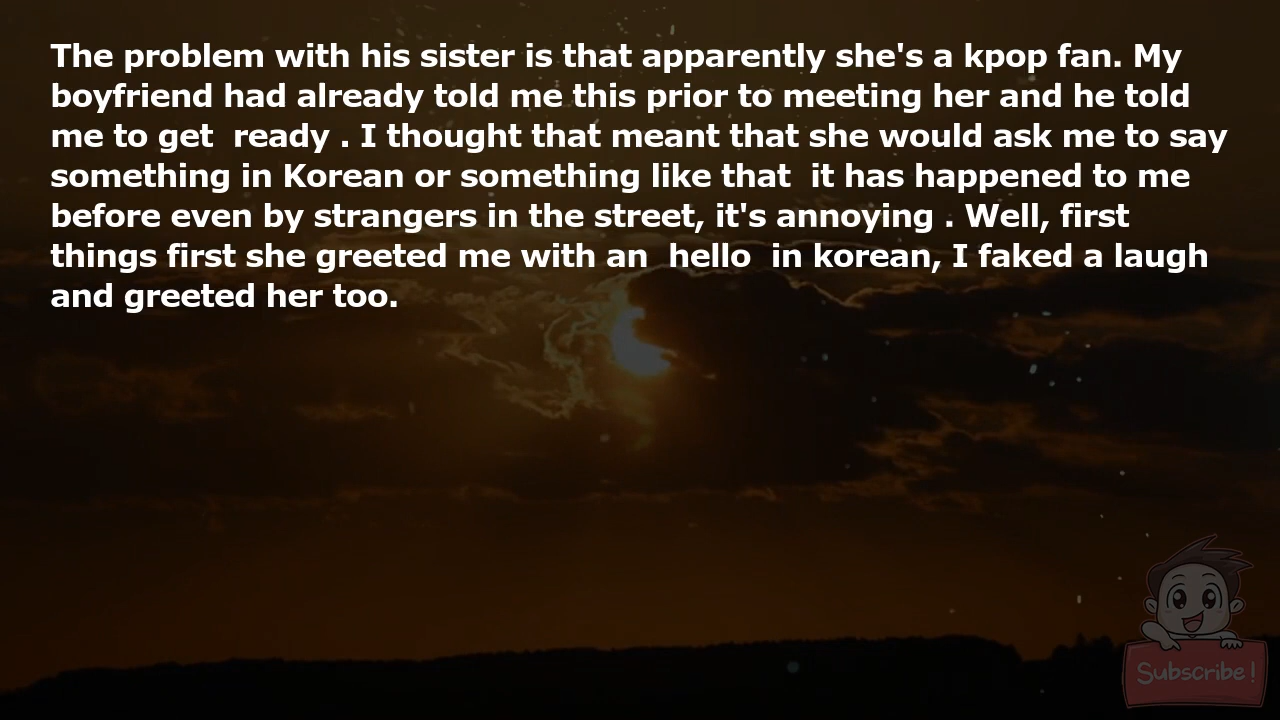 The problem with his sister is that apparently she's a kpop fan. My
boyfriend had already told me this prior to meeting her and he told
me to get  ready . I thought that meant that she would ask me to say
something in Korean or something like that  it has happened to me
before even by strangers in the street, it's annoying . Well, first
things first she greeted me with an  hello  in korean, I faked a laugh
and greeted her too.
Subscribe!